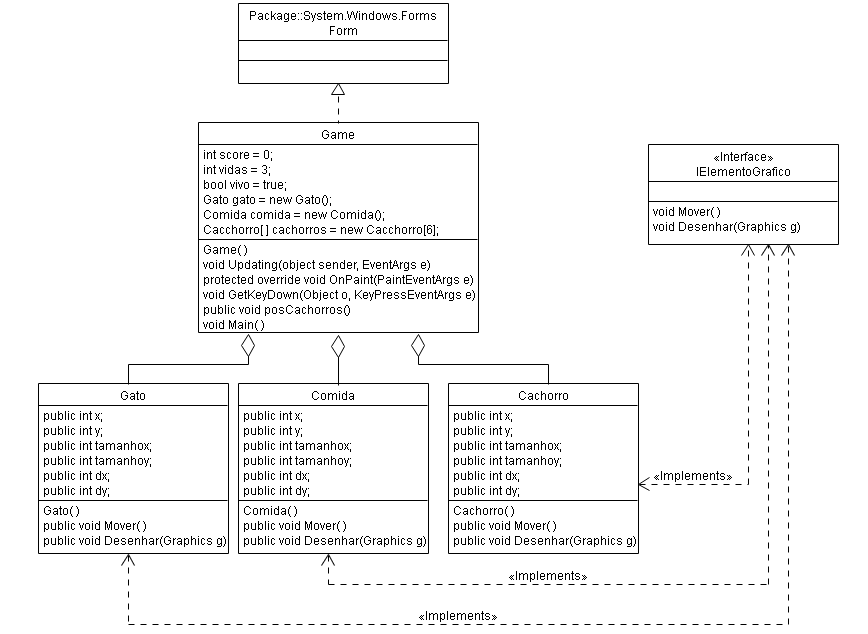 Package::System.Windows.Forms
Form
Game
int score = 0;
int vidas = 3;
bool vivo = true;
Gato gato = new Gato();
Comida comida = new Comida();
Cacchorro[ ] cachorros = new Cacchorro[6];
Game( )
void Updating(object sender, EventArgs e)
protected override void OnPaint(PaintEventArgs e)
void GetKeyDown(Object o, KeyPressEventArgs e)
public void posCachorros()
void Main( )
«Interface»
IElementoGrafico
void Mover( )
void Desenhar(Graphics g)
Gato
public int x;
public int y;
public int tamanhox;
public int tamanhoy;
public int dx;
public int dy;
Gato( )
public void Mover( )
public void Desenhar(Graphics g)
Comida
public int x;
public int y;
public int tamanhox;
public int tamanhoy;
public int dx;
public int dy;
Comida( )
public void Mover( )
public void Desenhar(Graphics g)
Cachorro
public int x;
public int y;
public int tamanhox;
public int tamanhoy;
public int dx;
public int dy;
Cachorro( )
public void Mover( )
public void Desenhar(Graphics g)
«Implements»
«Implements»
«Implements»